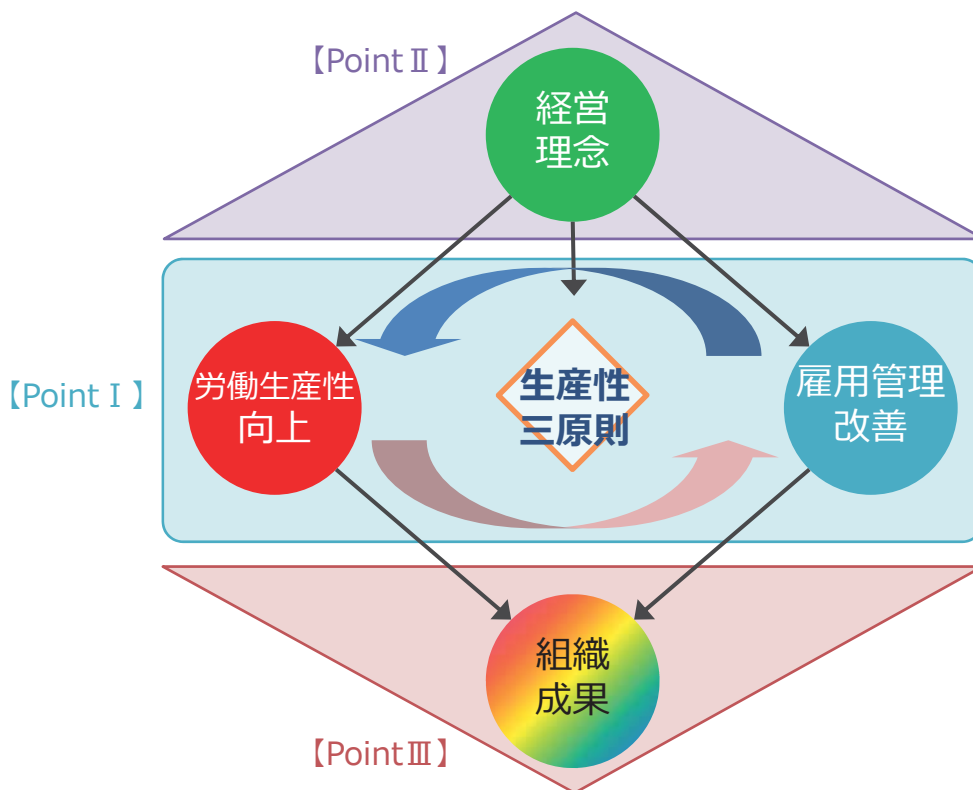 【PointⅡ】
経営
理念
【PointⅠ】
労働生産性
向上
生産性
三原則
雇用管理
改善
組織
成果
【PointⅢ】